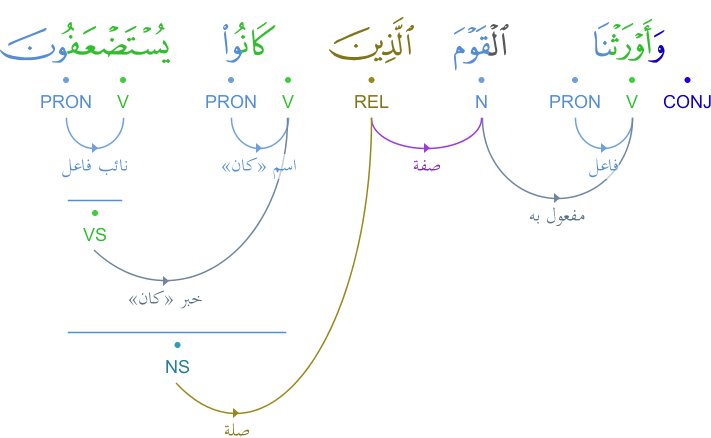 وَأَوْرَثْنَا ٱلْقَوْمَ ٱلَّذِينَ كَانُوا۟ يُسْتَضْعَفُونَ
CONJ V PRON N REL V PRON V PRON
فاعل صفة اسم «كان» نائب فاعل
مفعول به
VS
خبر «كان»
NS
صلة